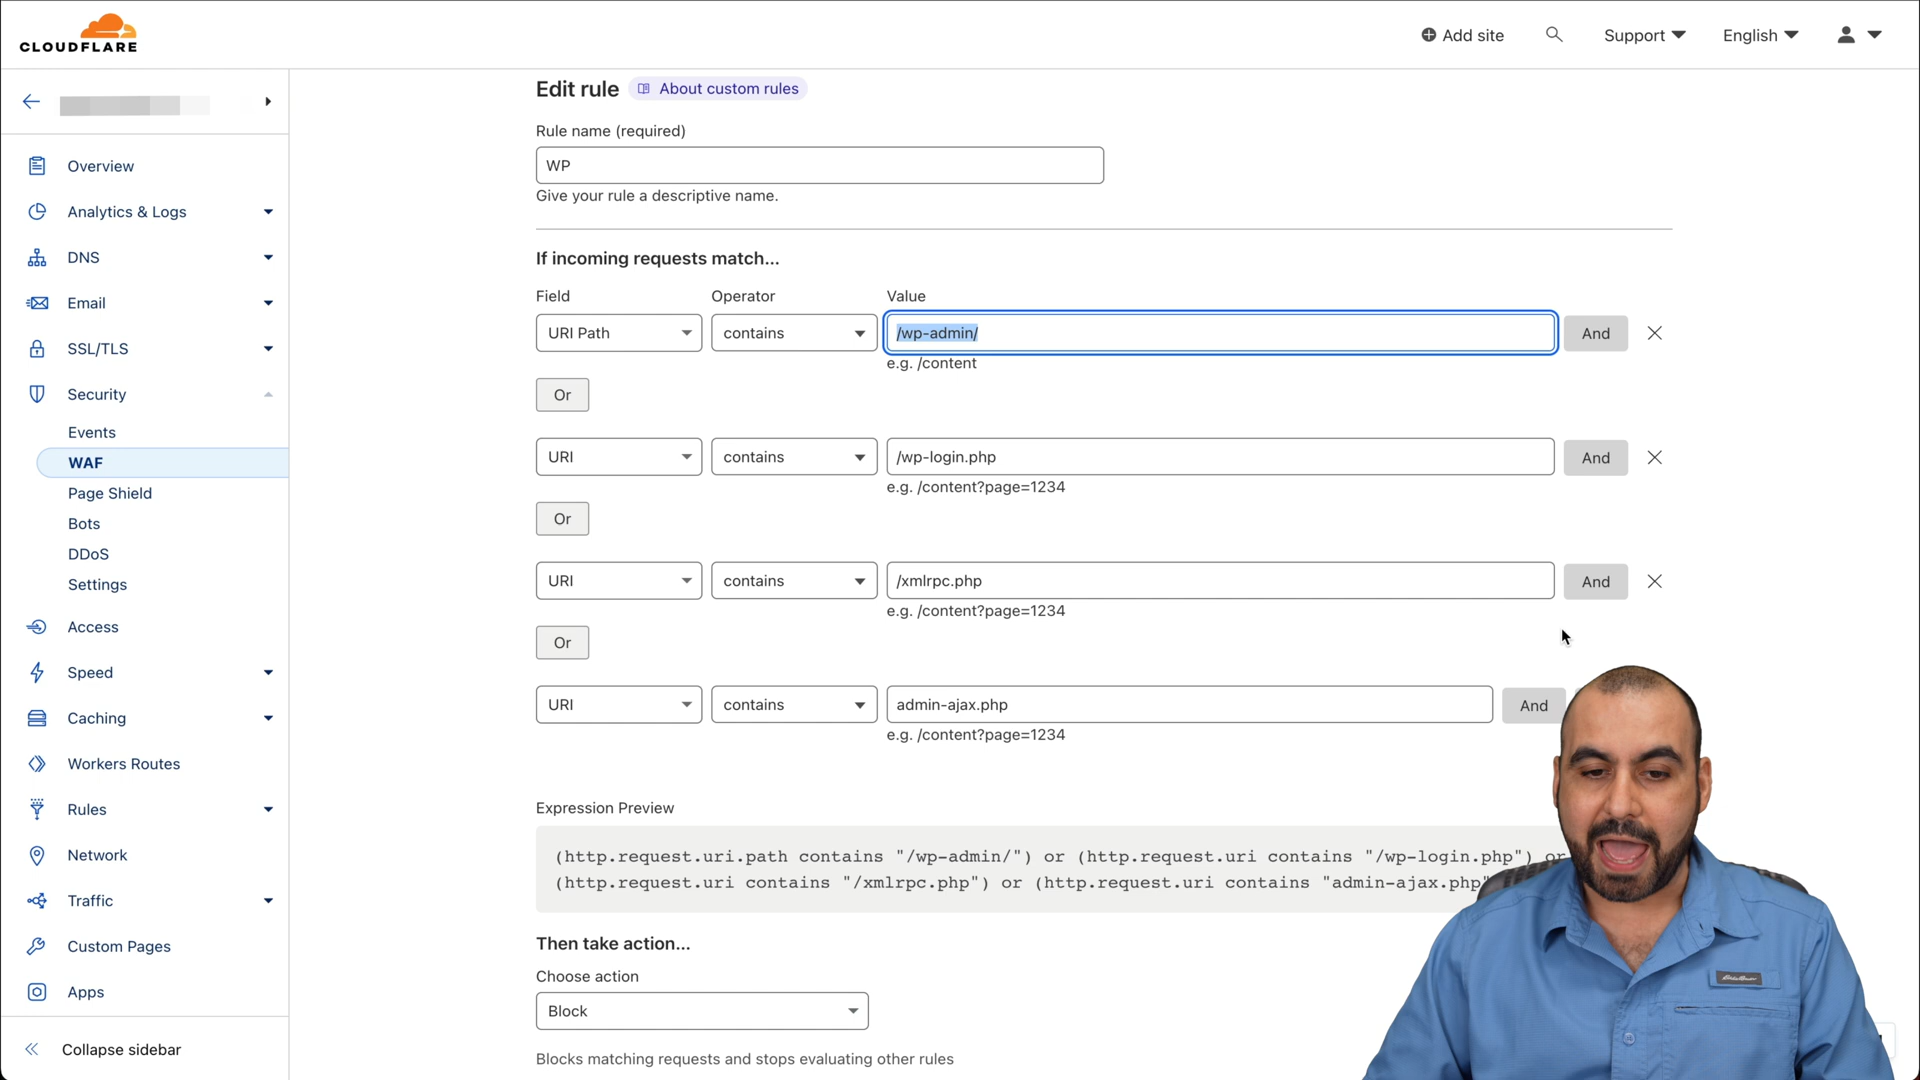 CLOUDFLARE
Add site
Support
English
Overview
Analytics & Logs
DNS
Email
SSL/TLS
Security
Events
WAF
Page Shield
Bots
DDoS
Settings
Access
Speed
Caching
Workers Routes
Rules
Network
Traffic
Custom Pages
Apps
Collapse sidebar
Edit rule About custom rules
Rule name (required)
WP
Give your rule a descriptive name.
If incoming requests match...
Field Operator Value
URI Path contains /wp-admin/ And
e.g. /content
Or
URI contains /wp-login.php And
e.g. /content?page=1234
Or
URI contains /xmlrpc.php And
e.g. /content?page=1234
Or
URI contains admin-ajax.php And
e.g. /content?page=1234
Expression Preview
(http.request.uri.path contains "/wp-admin/") or (http.request.uri contains "/wp-login.php") or
(http.request.uri contains "/xmlrpc.php") or (http.request.uri contains "admin-ajax.php"
Then take action...
Choose action
Block
Blocks matching requests and stops evaluating other rules